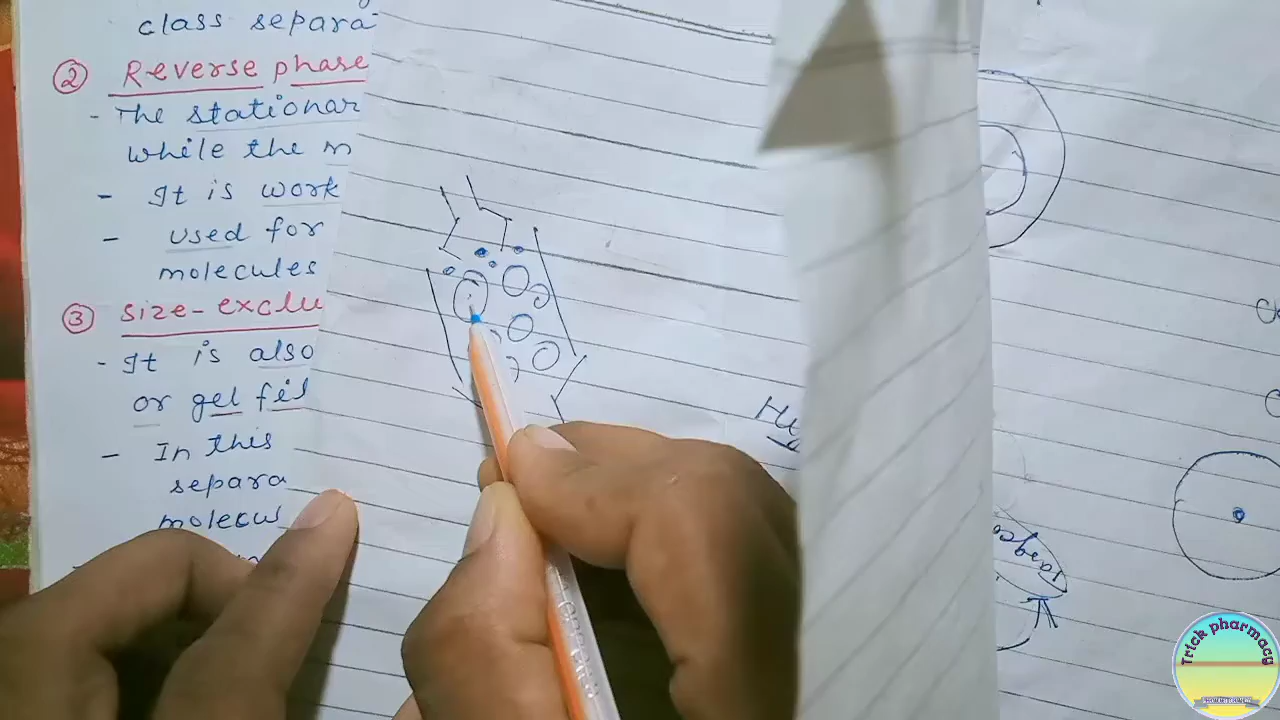 class separa
② Reverse phase
- The stationar
while the m
- It is work
- used for
molecules
③ size-exclu
- It is also
or gel fil
- In this
separa
molecu
Trick pharmacy